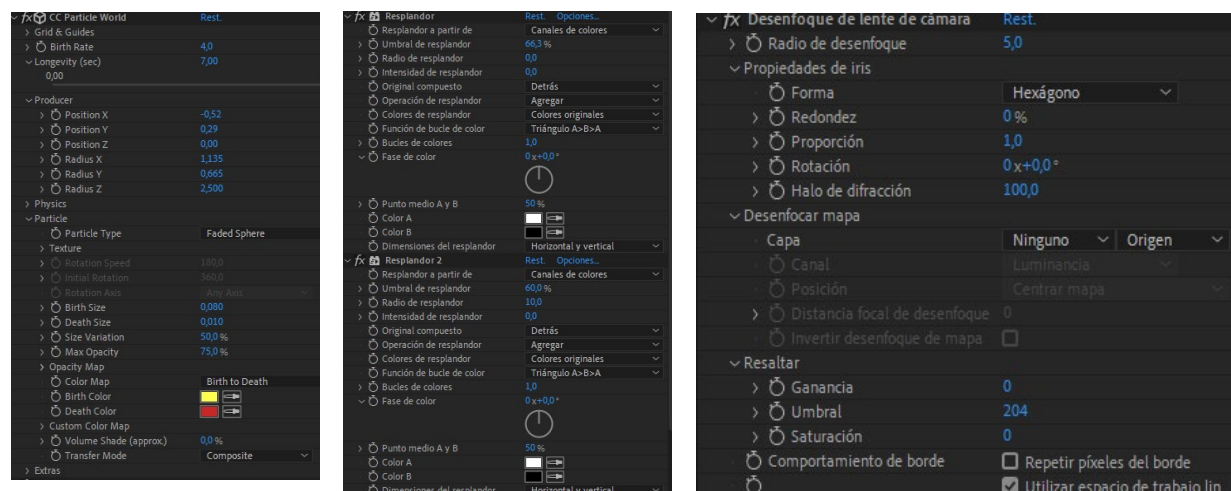 fx CC Particle World Rest.
Grid & Guides
Birth Rate 4,0
Longevity (sec) 7,00
0,00
Producer
Position X -0,52
Position Y 0,29
Position Z 0,00
Radius X 1,135
Radius Y 0,665
Radius Z 2,500
Physics
Particle
Particle Type Faded Sphere
Texture
Rotation Speed 180,0
Initial Rotation 360,0
Rotation Axis Any Axis
Birth Size 0,080
Death Size 0,010
Size Variation 50,0 %
Max Opacity 75,0 %
Opacity Map
Color Map Birth to Death
Birth Color
Death Color
Custom Color Map
Volume Shade (approx.) 0,0 %
Transfer Mode Composite
Extras
fx Resplandor Rest. Opciones...
Resplandor a partir de Canales de colores
Umbral de resplandor 66,3 %
Radio de resplandor 0,0
Intensidad de resplandor 0,0
Original compuesto Detrás
Operación de resplandor Agregar
Colores de resplandor Colores originales
Función de bucle de color Triángulo A>B>A
Bucles de colores 1,0
Fase de color 0x+0,0°
Punto medio A y B 50 %
Color A
Color B
Dimensiones del resplandor Horizontal y vertical
fx Resplandor 2 Rest. Opciones...
Resplandor a partir de Canales de colores
Umbral de resplandor 60,0 %
Radio de resplandor 10,0
Intensidad de resplandor 0,0
Original compuesto Detrás
Operación de resplandor Agregar
Colores de resplandor Colores originales
Función de bucle de color Triángulo A>B>A
Bucles de colores 1,0
Fase de color 0x+0,0°
Punto medio A y B 50 %
Color A
Color B
Dimensiones del resplandor Horizontal y vertical
fx Desenfoque de lente de cámara Rest.
Radio de desenfoque 5,0
Propiedades de iris
Forma Hexágono
Redondez 0 %
Proporción 1,0
Rotación 0x+0,0°
Halo de difracción 100,0
Desenfocar mapa
Capa Ninguno Origen
Canal Luminancia
Posición Centrar mapa
Distancia focal de desenfoque 0
Invertir desenfoque de mapa
Resaltar
Ganancia 0
Umbral 204
Saturación 0
Comportamiento de borde Repetir píxeles del borde
Utilizar espacio de trabajo lin